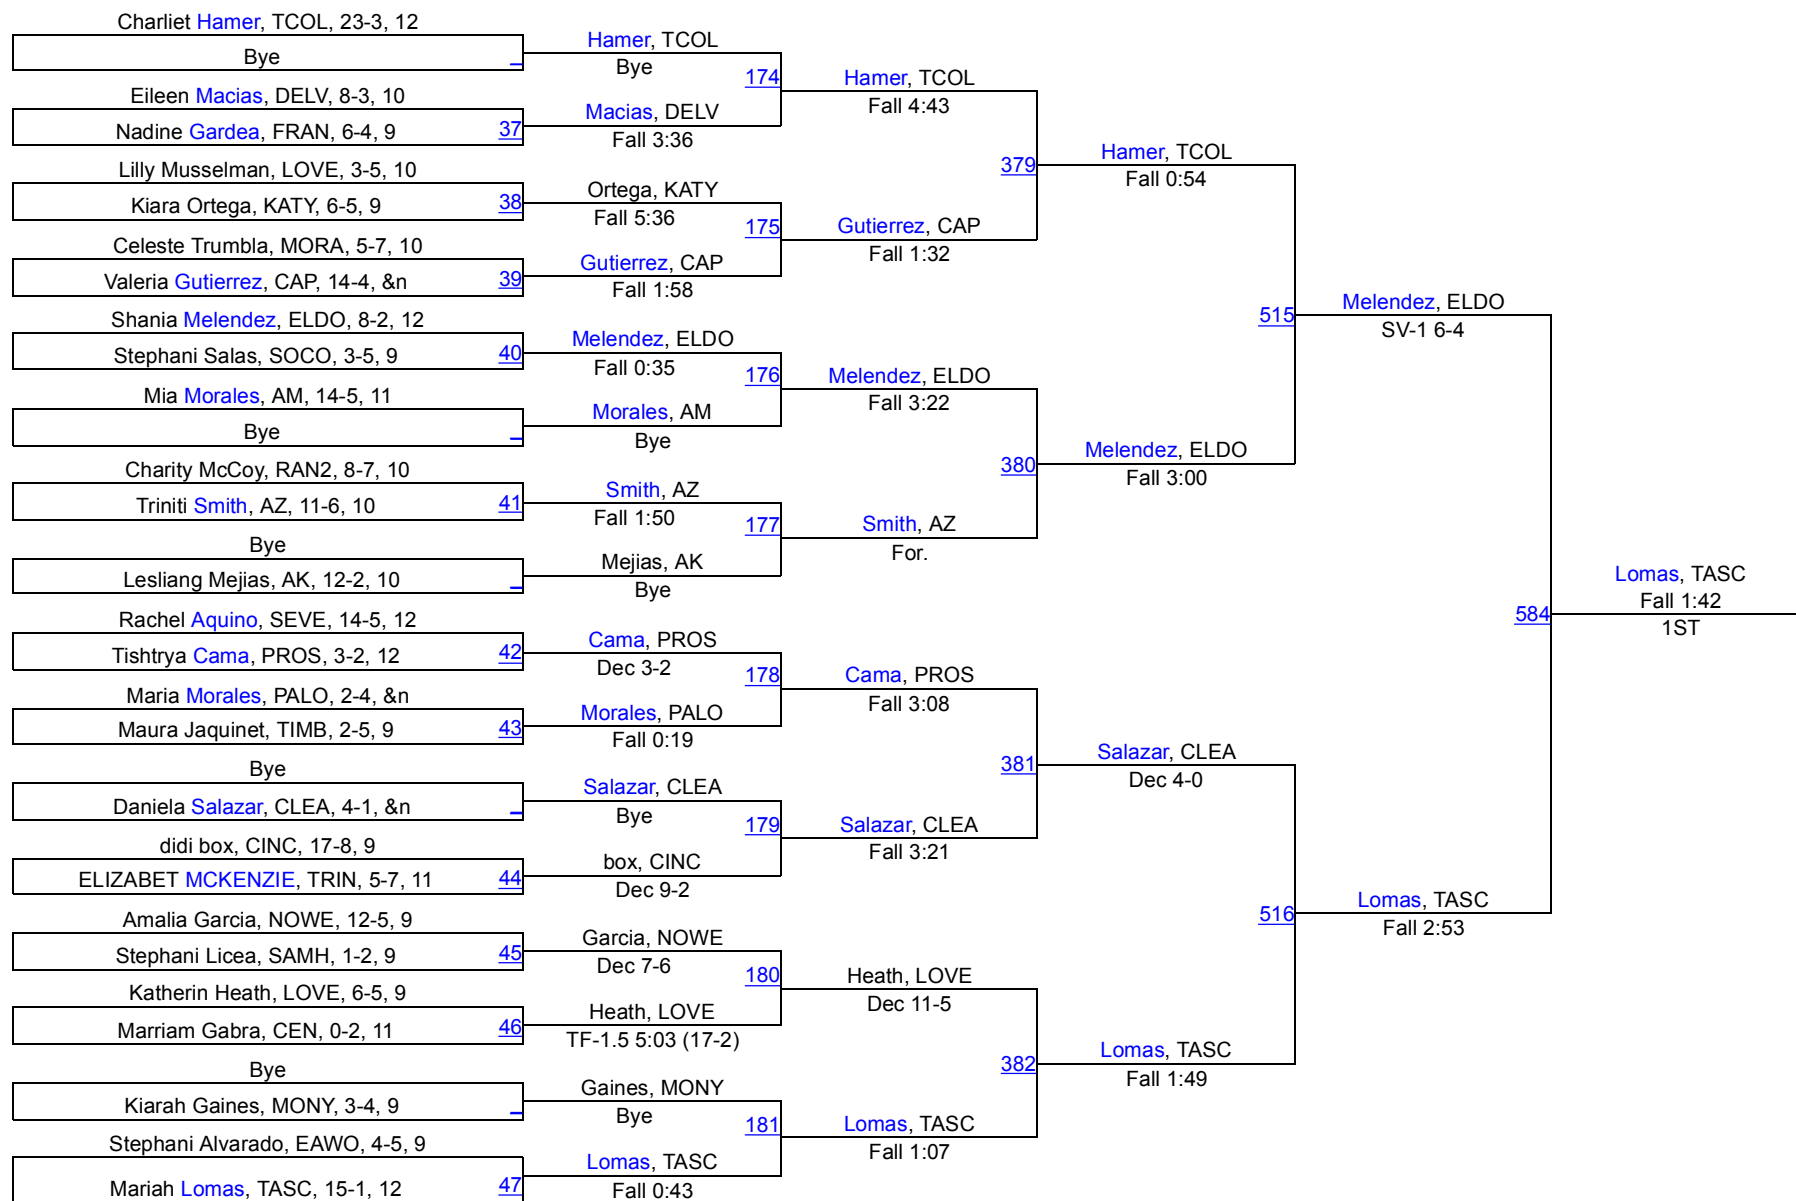 Charliet Hamer, TCOL, 23-3, 12
Bye
Eileen Macias, DELV, 8-3, 10
Nadine Gardea, FRAN, 6-4, 9
37
Lilly Musselman, LOVE, 3-5, 10
Kiara Ortega, KATY, 6-5, 9
38
Celeste Trumbla, MORA, 5-7, 10
Valeria Gutierrez, CAP, 14-4, &n
39
Shania Melendez, ELDO, 8-2, 12
Stephani Salas, SOCO, 3-5, 9
40
Mia Morales, AM, 14-5, 11
Bye
Charity McCoy, RAN2, 8-7, 10
Triniti Smith, AZ, 11-6, 10
41
Bye
Lesliang Mejias, AK, 12-2, 10
Rachel Aquino, SEVE, 14-5, 12
Tishtrya Cama, PROS, 3-2, 12
42
Maria Morales, PALO, 2-4, &n
Maura Jaquinet, TIMB, 2-5, 9
43
Bye
Daniela Salazar, CLEA, 4-1, &n
didi box, CINC, 17-8, 9
ELIZABET MCKENZIE, TRIN, 5-7, 11
44
Amalia Garcia, NOWE, 12-5, 9
Stephani Licea, SAMH, 1-2, 9
45
Katherin Heath, LOVE, 6-5, 9
Marriam Gabra, CEN, 0-2, 11
46
Bye
Kiarah Gaines, MONY, 3-4, 9
Stephani Alvarado, EAWO, 4-5, 9
Mariah Lomas, TASC, 15-1, 12
47
Hamer, TCOL
Bye
174
Macias, DELV
Fall 3:36
Ortega, KATY
Fall 5:36
175
Gutierrez, CAP
Fall 1:58
Melendez, ELDO
Fall 0:35
176
Morales, AM
Bye
Smith, AZ
Fall 1:50
177
Mejias, AK
Bye
Cama, PROS
Dec 3-2
178
Morales, PALO
Fall 0:19
Salazar, CLEA
Bye
179
box, CINC
Dec 9-2
Garcia, NOWE
Dec 7-6
180
Heath, LOVE
TF-1.5 5:03 (17-2)
Gaines, MONY
Bye
181
Lomas, TASC
Fall 0:43
Hamer, TCOL
Fall 4:43
379
Gutierrez, CAP
Fall 1:32
Melendez, ELDO
Fall 3:22
380
Smith, AZ
For.
Cama, PROS
Fall 3:08
381
Salazar, CLEA
Fall 3:21
Heath, LOVE
Dec 11-5
382
Lomas, TASC
Fall 1:07
Hamer, TCOL
Fall 0:54
515
Melendez, ELDO
Fall 3:00
Salazar, CLEA
Dec 4-0
516
Lomas, TASC
Fall 1:49
Melendez, ELDO
SV-1 6-4
584
Lomas, TASC
Fall 2:53
Lomas, TASC
Fall 1:42
1ST